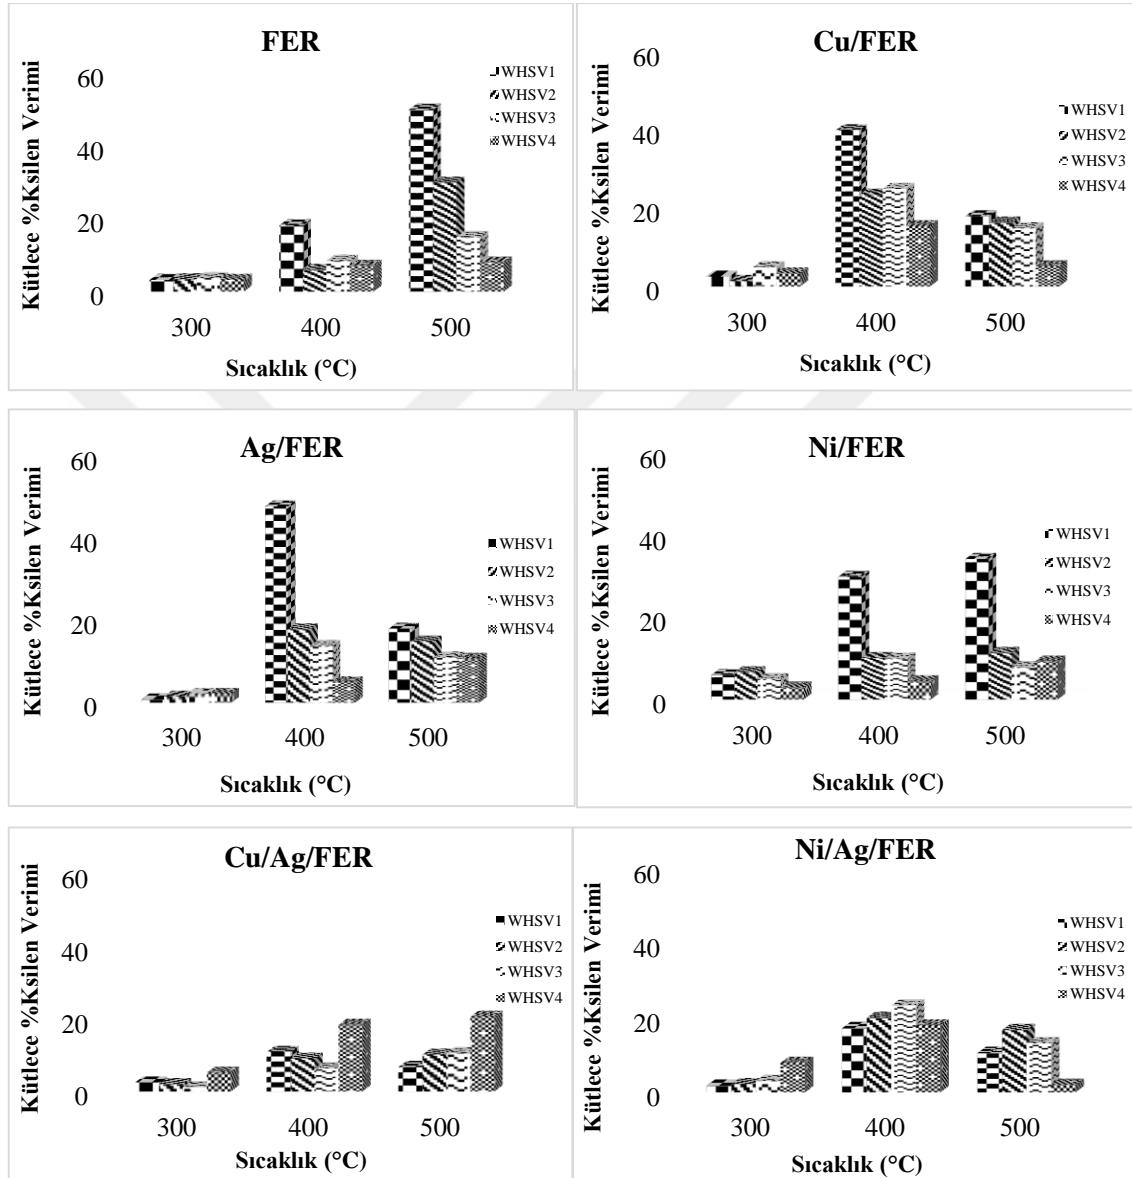 FER
Kütlece %Ksilen Verimi
60
40
20
0
300 400 500
Sıcaklık (°C)
WHSV1
WHSV2
WHSV3
WHSV4
Cu/FER
Kütlece %Ksilen Verimi
60
40
20
0
300 400 500
Sıcaklık (°C)
WHSV1
WHSV2
WHSV3
WHSV4
Ag/FER
Kütlece %Ksilen Verimi
60
40
20
0
300 400 500
Sıcaklık (°C)
WHSV1
WHSV2
WHSV3
WHSV4
Ni/FER
Kütlece %Ksilen Verimi
60
40
20
0
300 400 500
Sıcaklık (°C)
WHSV1
WHSV2
WHSV3
WHSV4
Cu/Ag/FER
Kütlece %Ksilen Verimi
60
40
20
0
300 400 500
Sıcaklık (°C)
WHSV1
WHSV2
WHSV3
WHSV4
Ni/Ag/FER
Kütlece %Ksilen Verimi
60
40
20
0
300 400 500
Sıcaklık (°C)
WHSV1
WHSV2
WHSV3
WHSV4